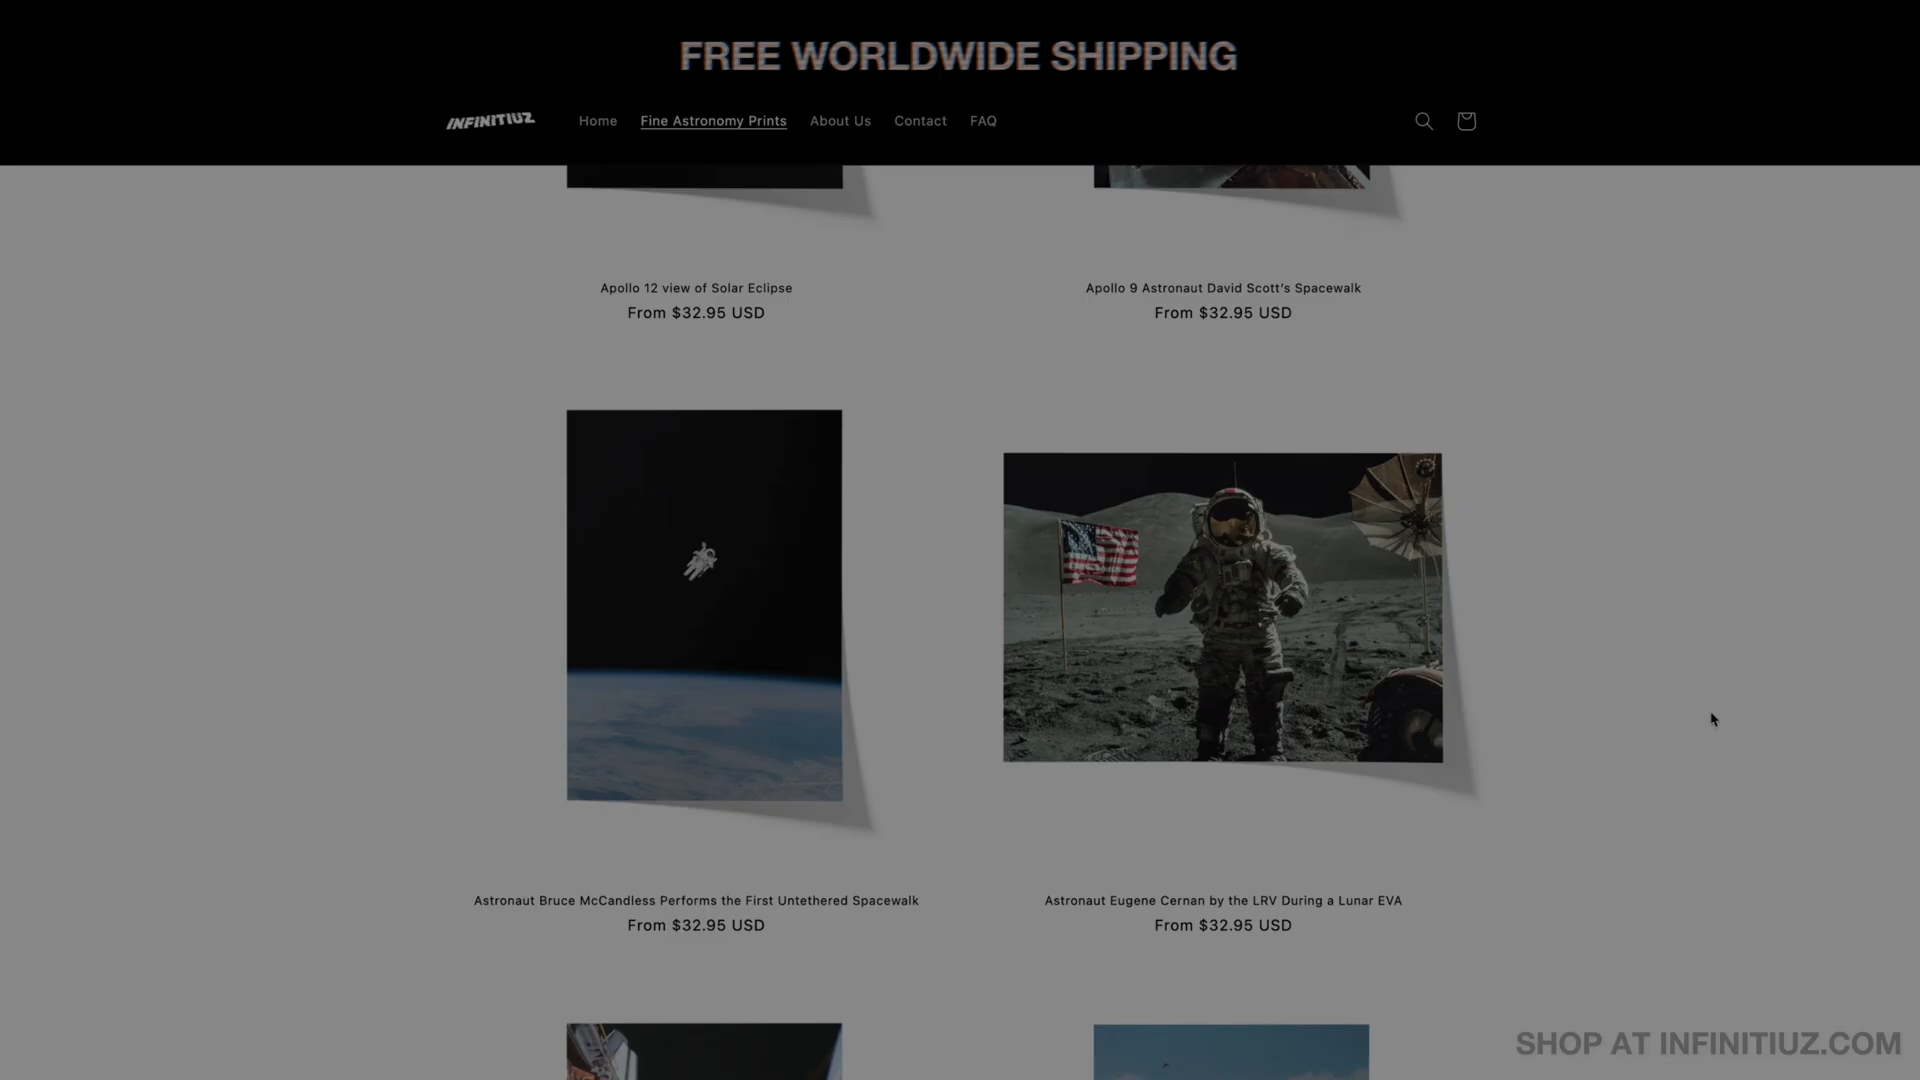 FREE WORLDWIDE SHIPPING
INFINITIUZ Home Fine Astronomy Prints About Us Contact FAQ
Apollo 12 view of Solar Eclipse
From $32.95 USD
Apollo 9 Astronaut David Scott's Spacewalk
From $32.95 USD
Astronaut Bruce McCandless Performs the First Untethered Spacewalk
From $32.95 USD
Astronaut Eugene Cernan by the LRV During a Lunar EVA
From $32.95 USD
SHOP AT INFINITIUZ.COM